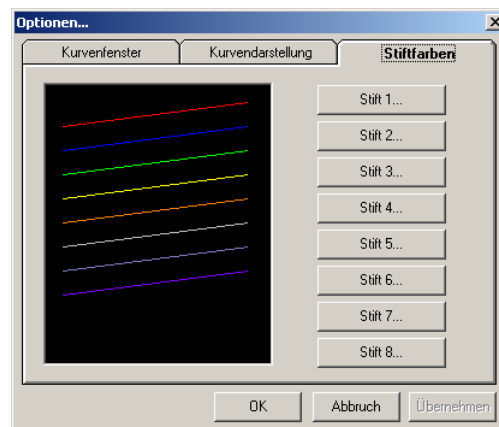 Optionen...
Kurvenfenster Kurvendarstellung Stiftfarben
Stift 1...
Stift 2...
Stift 3...
Stift 4...
Stift 5...
Stift 6...
Stift 7...
Stift 8...
OK Abbruch Übernehmen